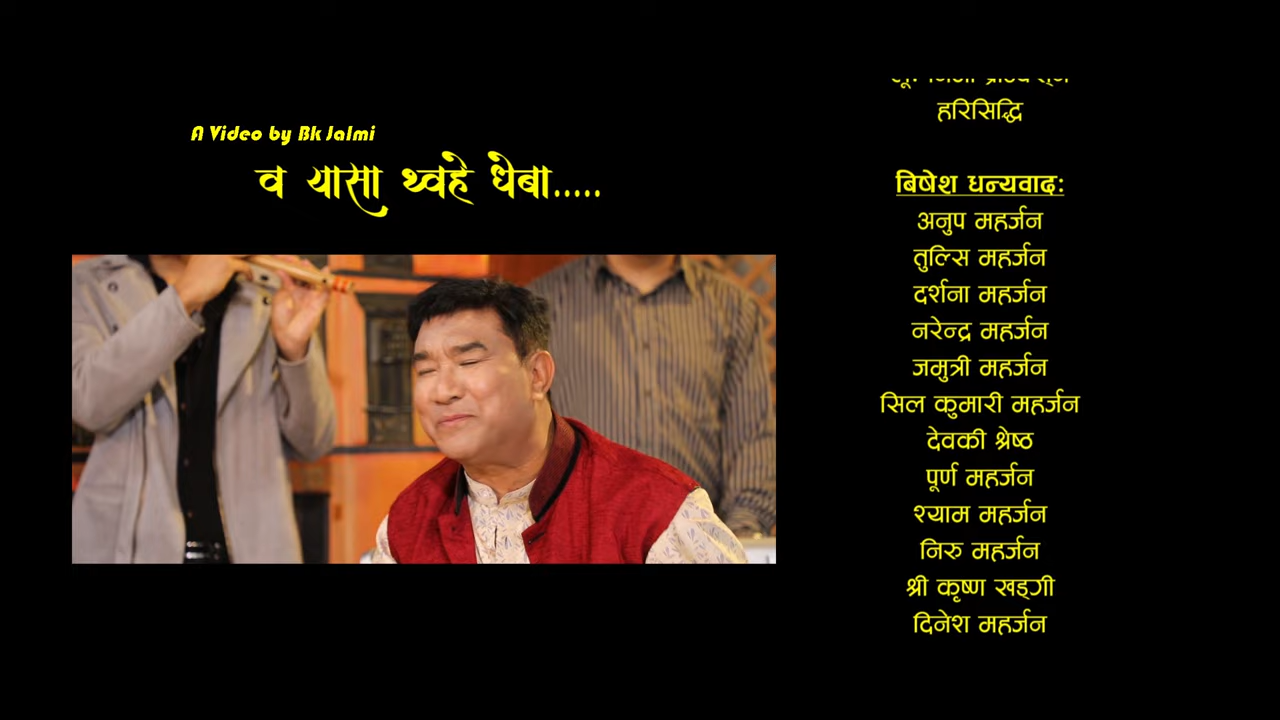 A Video by Bk Jalmi
व यासा थ्वहे धेबा.....
हरिसिद्धि
बिषेश धन्यवाद:
अनुप महर्जन
तुल्सि महर्जन
दर्शना महर्जन
नरेन्द्र महर्जन
जमुत्री महर्जन
सिल कुमारी महर्जन
देवकी श्रेष्ठ
पूर्ण महर्जन
श्याम महर्जन
निरु महर्जन
श्री कृष्ण खड्गी
दिनेश महर्जन